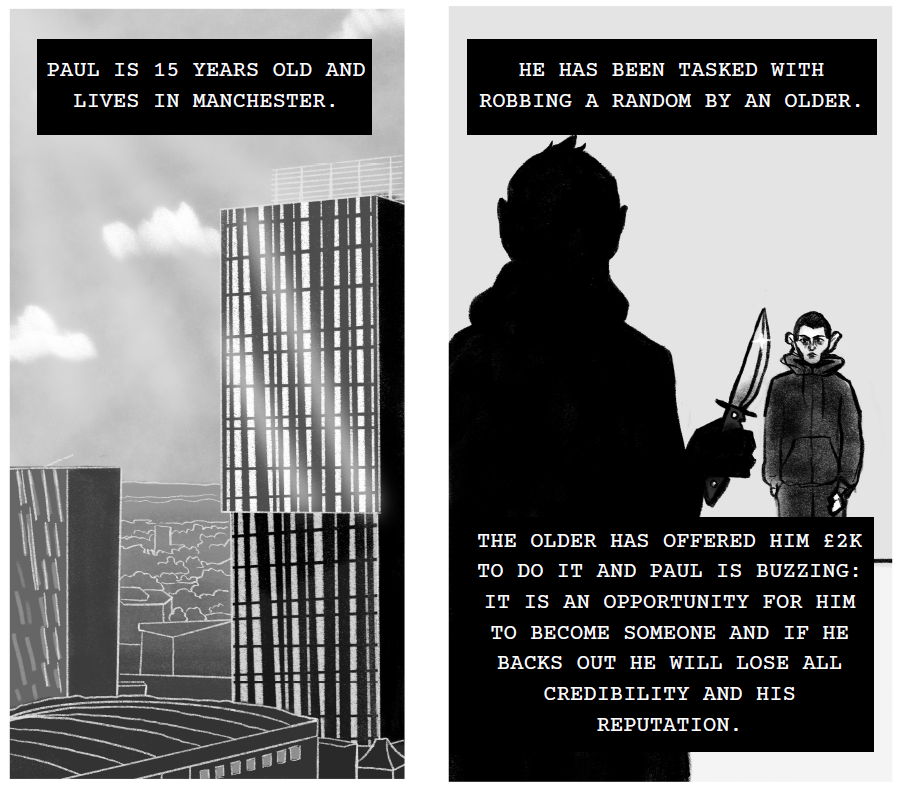 PAUL IS 15 YEARS OLD AND
LIVES IN MANCHESTER.
HE HAS BEEN TASKED WITH
ROBBING A RANDOM BY AN OLDER.
THE OLDER HAS OFFERED HIM £2K
TO DO IT AND PAUL IS BUZZING:
IT IS AN OPPORTUNITY FOR HIM
TO BECOME SOMEONE AND IF HE
BACKS OUT HE WILL LOSE ALL
CREDIBILITY AND HIS
REPUTATION.